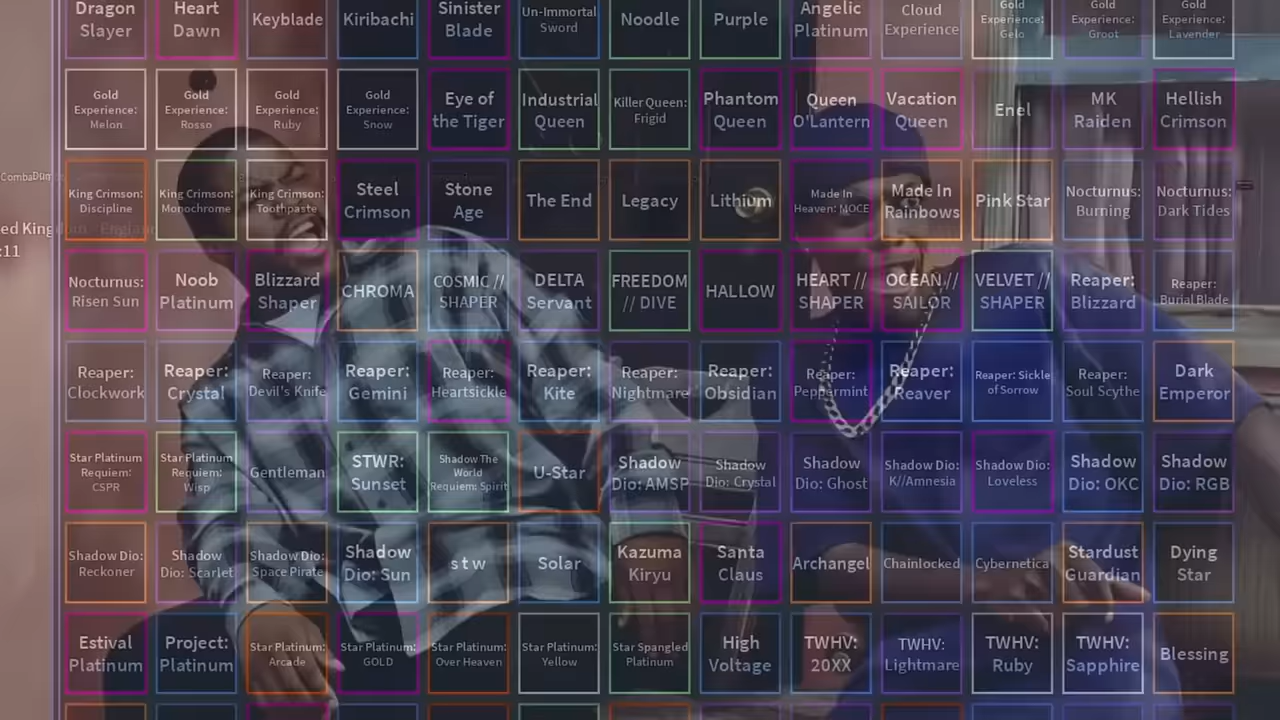 Dragon
Slayer
Heart
Dawn
Keyblade
Kiribachi
Sinister
Blade
Un-Immortal
Sword
Noodle
Purple
Angelic
Platinum
Cloud
Experience
Gold
Experience:
Gelo
Gold
Experience:
Groot
Gold
Experience:
Lavender
Gold
Experience:
Melon
Gold
Experience:
Rosso
Gold
Experience:
Ruby
Gold
Experience:
Snow
Eye of
the Tiger
Industrial
Queen
Killer Queen:
Frigid
Phantom
Queen
Queen
O'Lantern
Vacation
Queen
Enel
MK
Raiden
Hellish
Crimson
King Crimson:
Discipline
King Crimson:
Monochrome
King Crimson:
Toothpaste
Steel
Crimson
Stone
Age
The End
Legacy
Lithium
Made In
Heaven: MOCE
Made In
Rainbows
Pink Star
Nocturnus:
Burning
Nocturnus:
Dark Tides
ed Kingdom - England
:11
Nocturnus:
Risen Sun
Noob
Platinum
Blizzard
Shaper
CHROMA
COSMIC //
SHAPER
DELTA
Servant
FREEDOM
// DIVE
HALLOW
HEART //
SHAPER
OCEAN //
SAILOR
VELVET //
SHAPER
Reaper:
Blizzard
Reaper:
Burial Blade
Reaper:
Clockwork
Reaper:
Crystal
Reaper:
Devil's Knife
Reaper:
Gemini
Reaper:
Heartsickle
Reaper:
Kite
Reaper:
Nightmare
Reaper:
Obsidian
Reaper:
Peppermint
Reaper:
Reaver
Reaper: Sickle
of Sorrow
Reaper:
Soul Scythe
Dark
Emperor
Star Platinum
Requiem:
CSPR
Star Platinum
Requiem:
Wisp
Gentleman
STWR:
Sunset
Shadow The
World
Requiem: Spirit
U-Star
Shadow
Dio: AMSP
Shadow
Dio: Crystal
Shadow
Dio: Ghost
Shadow Dio:
K//Amnesia
Shadow Dio:
Loveless
Shadow
Dio: OKC
Shadow
Dio: RGB
Shadow Dio:
Reckoner
Shadow
Dio: Scarlet
Shadow Dio:
Space Pirate
Shadow
Dio: Sun
s t w
Solar
Kazuma
Kiryu
Santa
Claus
Archangel
Chainlocked
Cybernetica
Stardust
Guardian
Dying
Star
Estival
Platinum
Project:
Platinum
Star Platinum:
Arcade
Star Platinum:
GOLD
Star Platinum:
Over Heaven
Star Platinum:
Yellow
Star Spangled
Platinum
High
Voltage
TWHV:
20XX
TWHV:
Lightmare
TWHV:
Ruby
TWHV:
Sapphire
Blessing